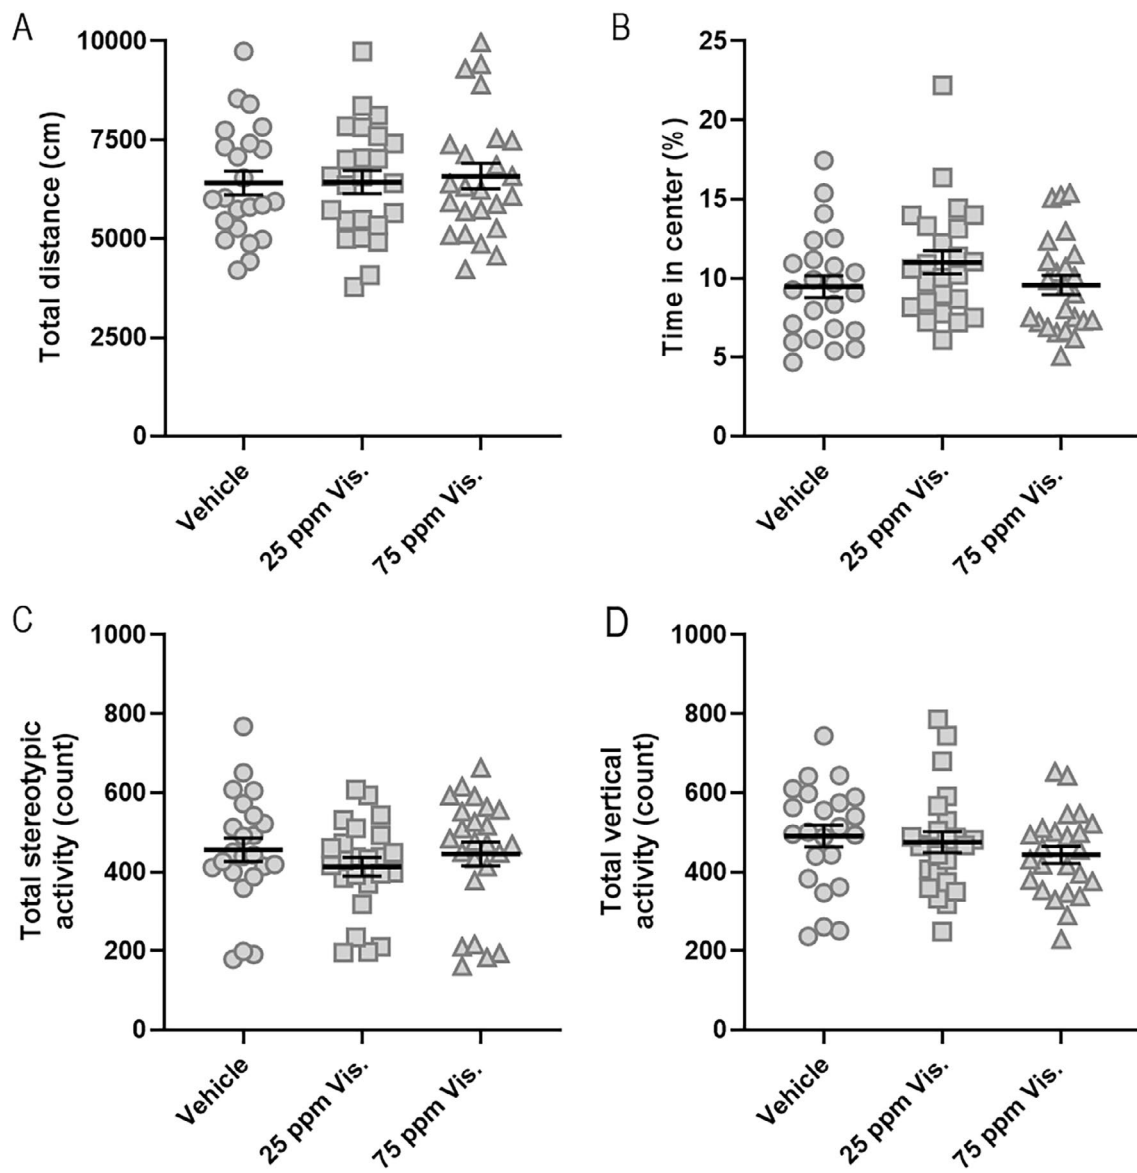 A
Total distance (cm)
10000
7500
5000
2500
0
Vehicle
25 ppm Vis.
75 ppm Vis.
B
Time in center (%)
25
20
15
10
5
0
Vehicle
25 ppm Vis.
75 ppm Vis.
C
Total stereotypic
activity (count)
1000
800
600
400
200
0
Vehicle
25 ppm Vis.
75 ppm Vis.
D
Total vertical
activity (count)
1000
800
600
400
200
0
Vehicle
25 ppm Vis.
75 ppm Vis.